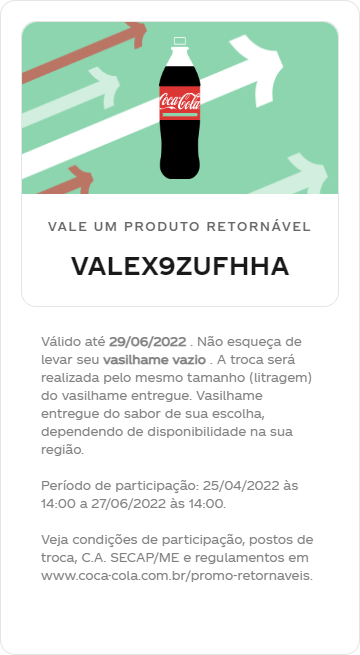 Coca-Cola
VALE UM PRODUTO RETORNÁVEL
VALEX9ZUFHHA
Válido até 29/06/2022 . Não esqueça de
levar seu vasilhame vazio . A troca será
realizada pelo mesmo tamanho (litragem)
do vasilhame entregue. Vasilhame
entregue do sabor de sua escolha,
dependendo de disponibilidade na sua
região.
Período de participação: 25/04/2022 às
14:00 a 27/06/2022 às 14:00.
Veja condições de participação, postos de
troca, C.A. SECAP/ME e regulamentos em
www.coca-cola.com.br/promo-retornaveis.